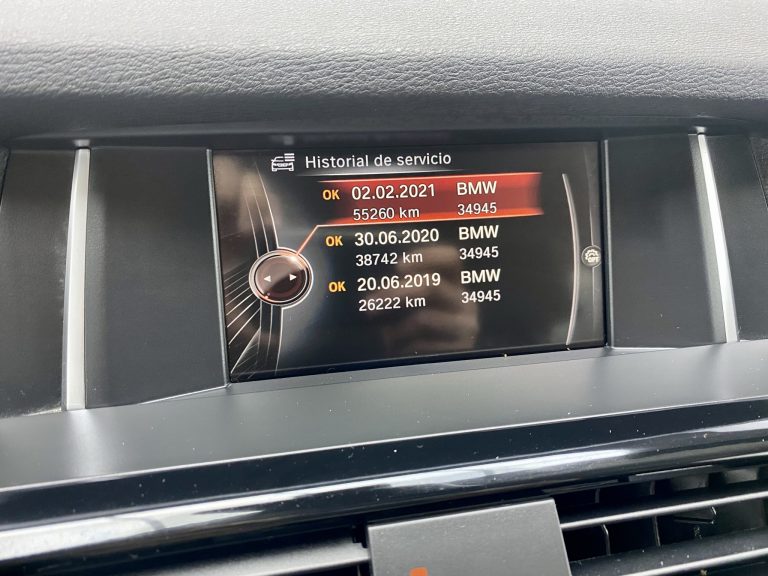 Historial de servicio
OK 02.02.2021 BMW
55260 km 34945
OK 30.06.2020 BMW
38742 km 34945
OK 20.06.2019 BMW
26222 km 34945